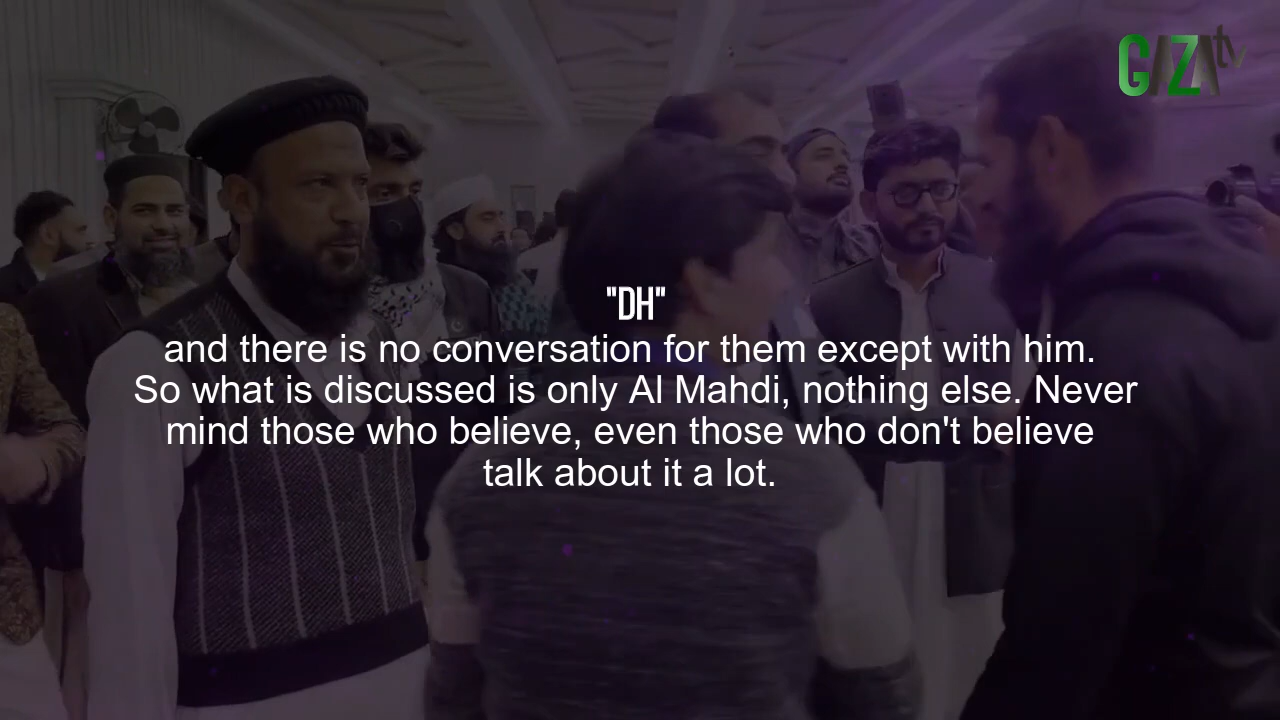 GAZA tv
"DH"
and there is no conversation for them except with him.
So what is discussed is only Al Mahdi, nothing else. Never
mind those who believe, even those who don't believe
talk about it a lot.